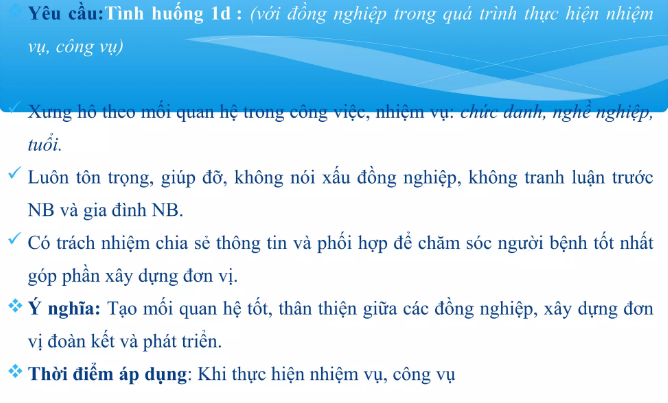 Yêu cầu:Tình huống 1d : (với đồng nghiệp trong quá trình thực hiện nhiệm
vụ, công vụ)
Xưng hô theo mối quan hệ trong công việc, nhiệm vụ: chức danh, nghề nghiệp,
tuổi.
Luôn tôn trọng, giúp đỡ, không nói xấu đồng nghiệp, không tranh luận trước
NB và gia đình NB.
Có trách nhiệm chia sẻ thông tin và phối hợp để chăm sóc người bệnh tốt nhất
góp phần xây dựng đơn vị.
Ý nghĩa: Tạo mối quan hệ tốt, thân thiện giữa các đồng nghiệp, xây dựng đơn
vị đoàn kết và phát triển.
Thời điểm áp dụng: Khi thực hiện nhiệm vụ, công vụ